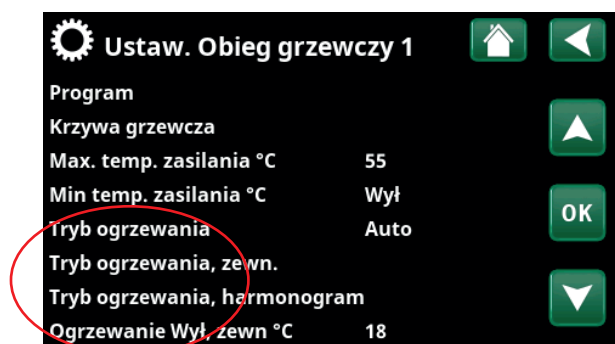 Ustaw. Obieg grzewczy 1
Program
Krzywa grzewcza
Max. temp. zasilania °C 55
Min temp. zasilania °C Wył
Tryb ogrzewania Auto
Tryb ogrzewania, zewn.
Tryb ogrzewania, harmonogram
Ogrzewanie Wył, zewn °C 18
OK